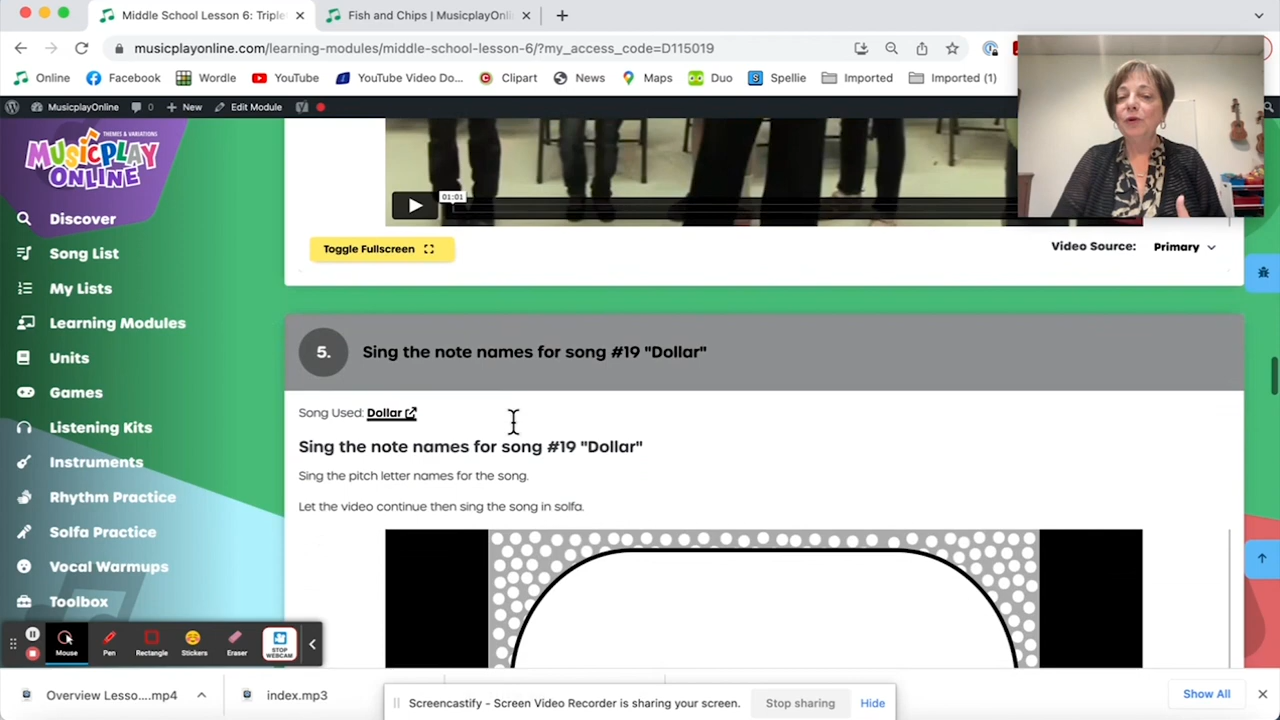 Middle School Lesson 6: Triple
Fish and Chips | MusicplayOnli
musicplayonline.com/learning-modules/middle-school-lesson-6/?my_access_code=D115019
Online
Facebook
Wordle
YouTube
YouTube Video Do...
Clipart
News
Maps
Duo
Spellie
Imported
Imported (1)
MusicplayOnline
0
New
Edit Module
THEMES & VARIATIONS
MUSICPLAY
ONLINE
Discover
Song List
My Lists
Learning Modules
Units
Games
Listening Kits
Instruments
Rhythm Practice
Solfa Practice
Vocal Warmups
Toolbox
01:01
Toggle Fullscreen
Video Source: Primary
5. Sing the note names for song #19 "Dollar"
Song Used: Dollar
Sing the note names for song #19 "Dollar"
Sing the pitch letter names for the song.
Let the video continue then sing the song in solfa.
Mouse
Pen
Rectangle
Stickers
Eraser
STOP
WEBCAM
Overview Lesso....mp4
index.mp3
Screencastify - Screen Video Recorder is sharing your screen.
Stop sharing
Hide
Show All